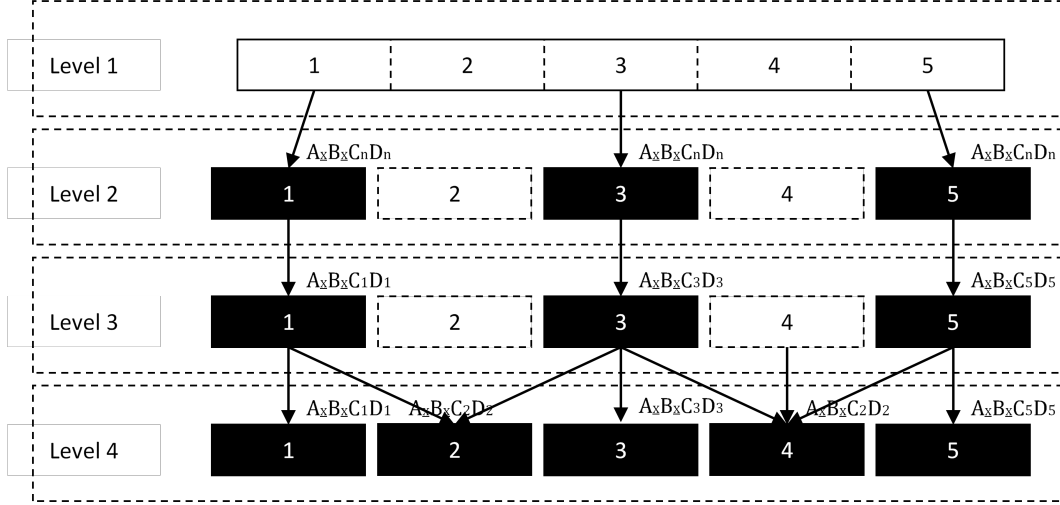 Level 1
1 2 3 4 5
AxBxCnDn AxBxCnDn AxBxCnDn
Level 2
1 2 3 4 5
AxBxC1D1 AxBxC3D3 AxBxC5D5
Level 3
1 2 3 4 5
AxBxC1D1 AxBxC2D2 AxBxC3D3 AxBxC2D2 AxBxC5D5
Level 4
1 2 3 4 5